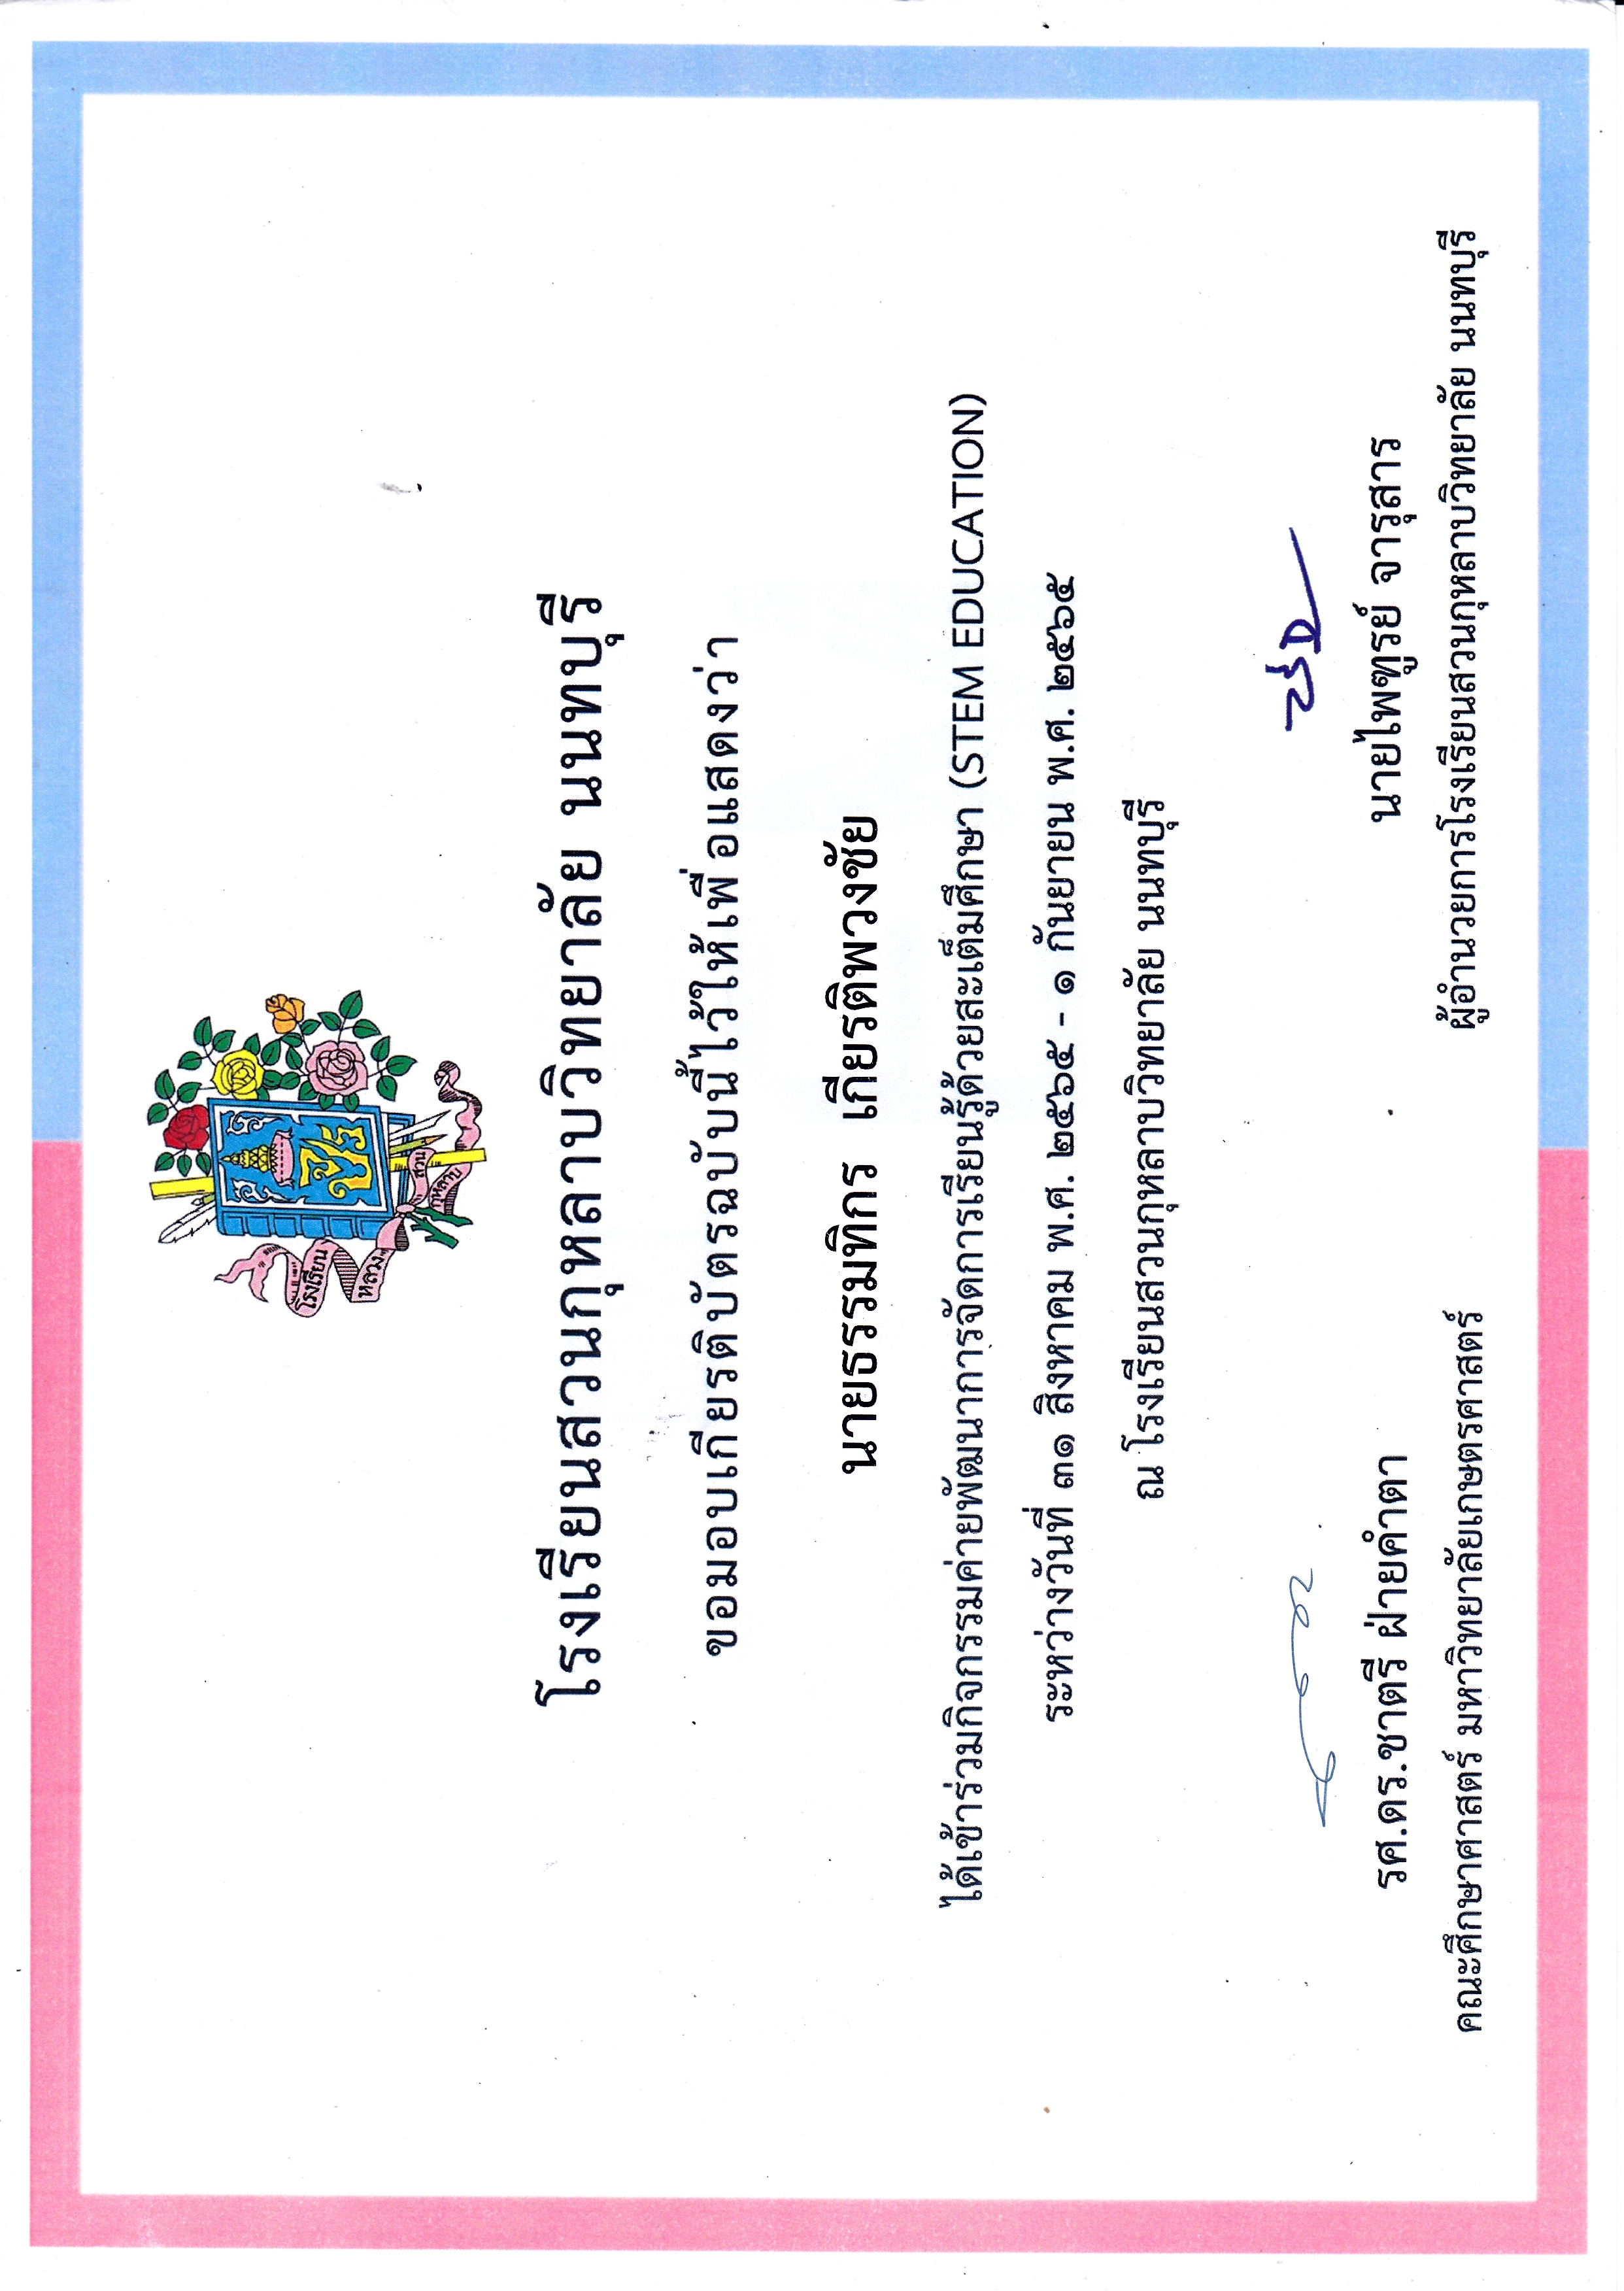 โรงเรียน
หลวง
สวน
กุหลาบ
โรงเรียนสวนกุหลาบวิทยาลัย นนทบุรี
ขอมอบเกียรติบัตรฉบับนี้ไว้ให้เพื่อแสดงว่า
นายธรรมทิกร เกียรติพวงชัย
ได้เข้าร่วมกิจกรรมค่ายพัฒนาการจัดการเรียนรู้ด้วยสะเต็มศึกษา (STEM EDUCATION)
ระหว่างวันที่ ๓๑ สิงหาคม พ.ศ. ๒๕๖๕ - ๑ กันยายน พ.ศ. ๒๕๖๕
ณ โรงเรียนสวนกุหลาบวิทยาลัย นนทบุรี
รศ.ดร.ชาตรี ฝ่ายคำตา
คณะศึกษาศาสตร์ มหาวิทยาลัยเกษตรศาสตร์
นายไพฑูรย์ จารุสาร
ผู้อำนวยการโรงเรียนสวนกุหลาบวิทยาลัย นนทบุรี